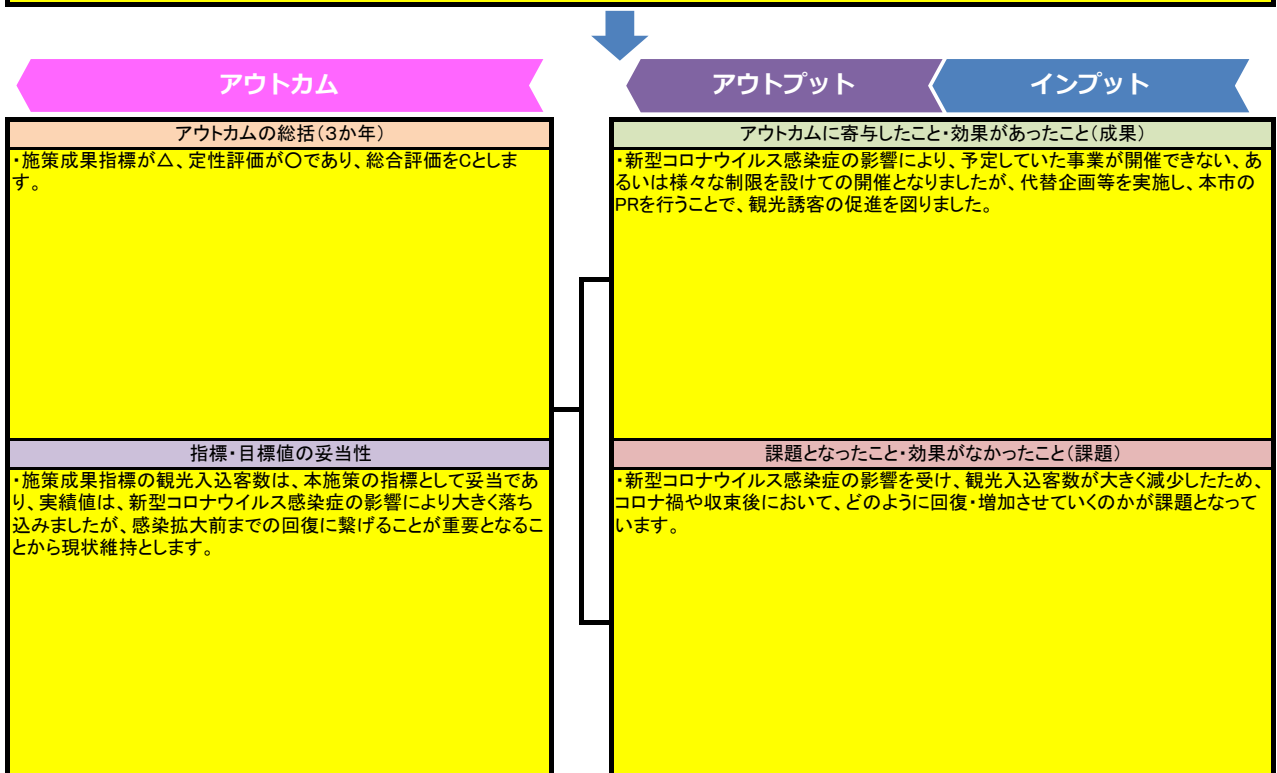 アウトカム
アウトプット
インプット
アウトカムの総括(3か年)
・施策成果指標が△、定性評価が○であり、総合評価をCとしま
す。
指標・目標値の妥当性
・施策成果指標の観光入込客数は、本施策の指標として妥当であ
り、実績値は、新型コロナウイルス感染症の影響により大きく落ち
込みましたが、感染拡大前までの回復に繋げることが重要となるこ
とから現状維持とします。
アウトカムに寄与したこと・効果があったこと(成果)
・新型コロナウイルス感染症の影響により、予定していた事業が開催できない、あ
るいは様々な制限を設けての開催となりましたが、代替企画等を実施し、本市の
PRを行うことで、観光誘客の促進を図りました。
課題となったこと・効果がなかったこと(課題)
・新型コロナウイルス感染症の影響を受け、観光入込客数が大きく減少したため、
コロナ禍や収束後において、どのように回復・増加させていくのかが課題となって
います。